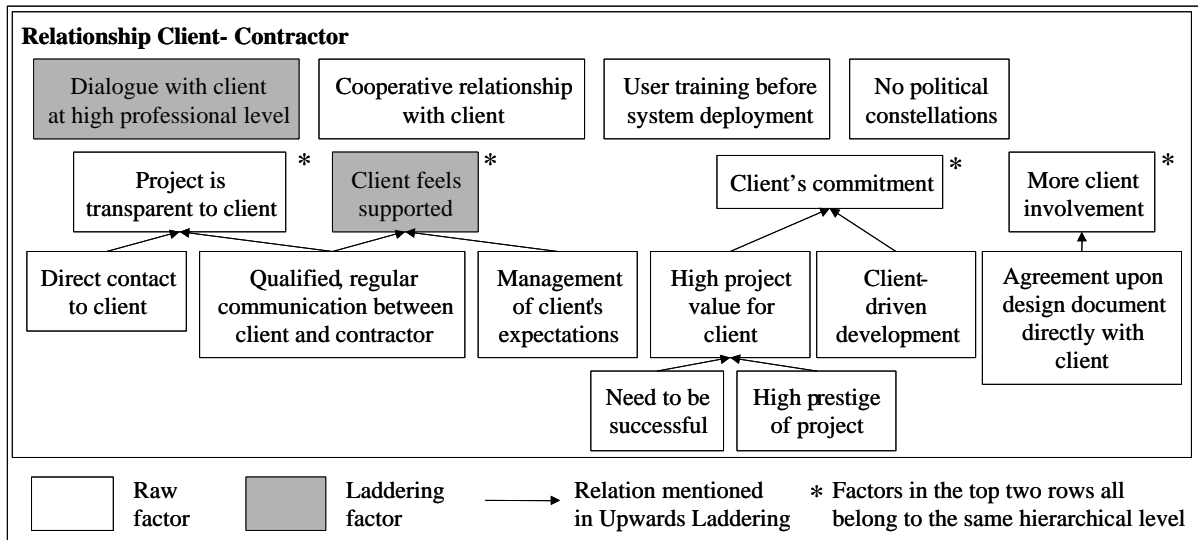 Relationship Client- Contractor
Dialogue with client
at high professional level
Cooperative relationship
with client
User training before
system deployment
No political
constellations
Project is
transparent to client
*
Client feels
supported
*
Client's commitment
*
More client
involvement
*
Direct contact
to client
Qualified, regular
communication between
client and contractor
Management
of client's
expectations
High project
value for
client
Client-
driven
development
Agreement upon
design document
directly with
client
Need to be
successful
High prestige
of project
Raw
factor
Laddering
factor
Relation mentioned
in Upwards Laddering
* Factors in the top two rows all
belong to the same hierarchical level